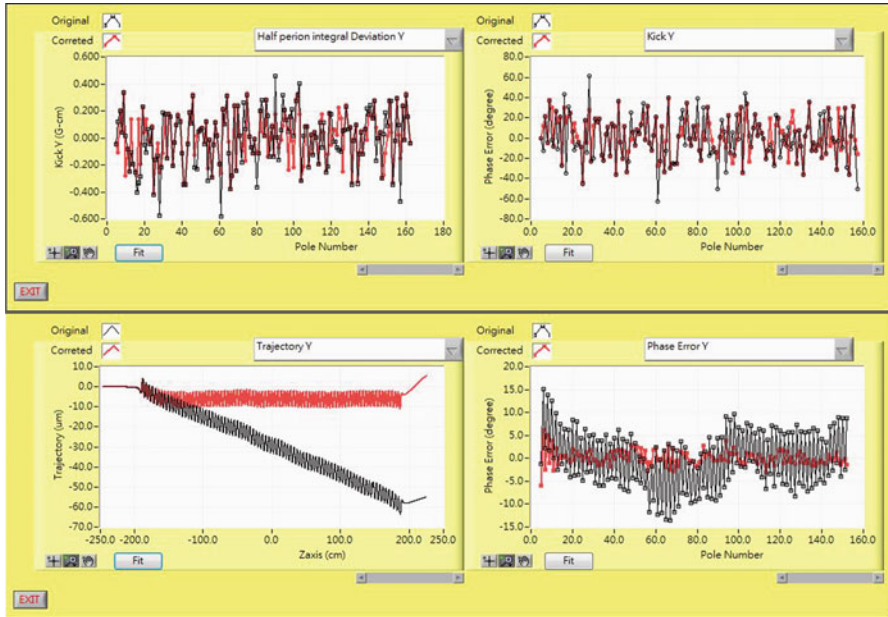 Original
Correted
Half perion integral Deviation Y
Kick Y (G-cm)
0.600
0.400
0.200
0.000
-0.200
-0.400
-0.600
0 20 40 60 80 100 120 140 160 180
Pole Number
Fit
Original
Corrected
Kick Y
Phase Error (degree)
80.0
60.0
40.0
20.0
0.0
-20.0
-40.0
-60.0
-80.0
0.0 20.0 40.0 60.0 80.0 100.0 120.0 140.0 160.0
Pole Number
Fit
EXIT
Original
Correted
Trajectory Y
Trajectory (um)
10.0
0.0
-10.0
-20.0
-30.0
-40.0
-50.0
-60.0
-70.0
-250.0 -100.0 0.0 100.0 200.0 250.0
Zaxis (cm)
Fit
Original
Corrected
Phase Error Y
Phase Error (degree)
20.0
15.0
10.0
5.0
0.0
-5.0
-10.0
-15.0
0.0 20.0 40.0 60.0 80.0 100.0 120.0 140.0 160.0
Pole Number
Fit
EXIT